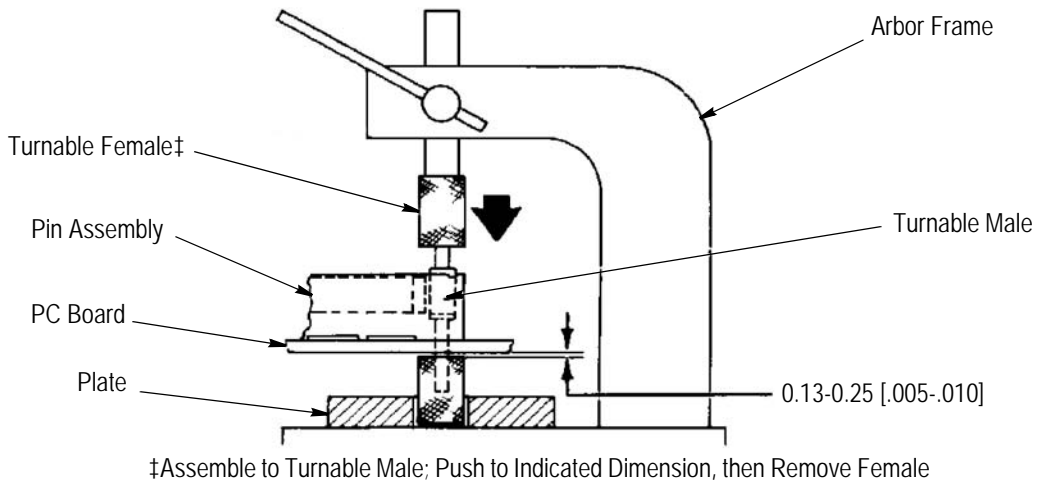 Arbor Frame
Turnable Female‡
Pin Assembly
Turnable Male
PC Board
Plate
0.13-0.25 [.005-.010]
‡Assemble to Turnable Male; Push to Indicated Dimension, then Remove Female